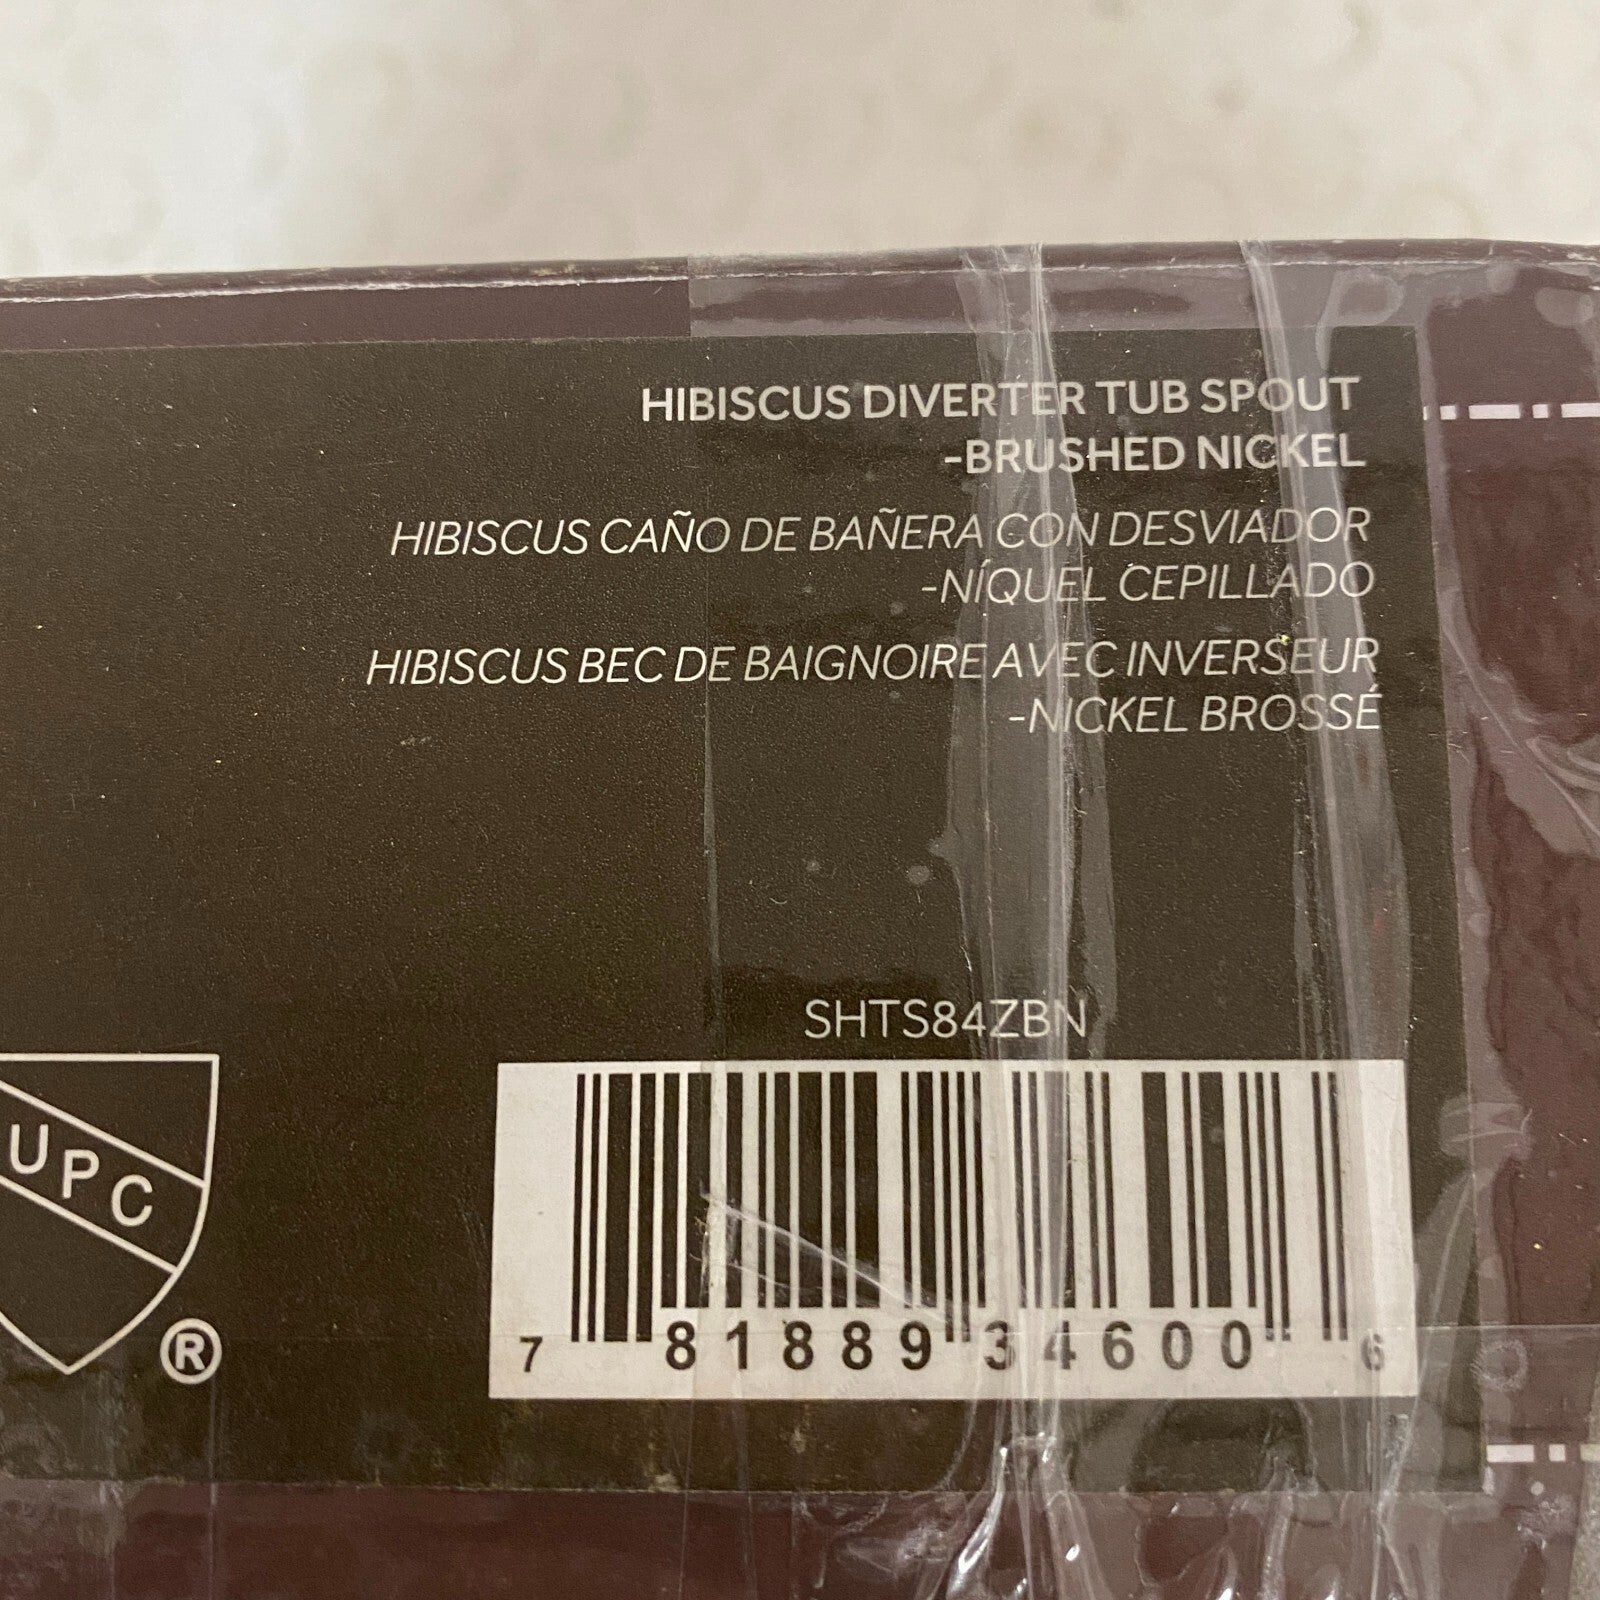 HIBISCUS DIVERTER TUB SPOUT
-BRUSHED NICKEL
HIBISCUS CAÑO DE BAÑERA CON DESVIADOR
-NÍQUEL CEPILLADO
HIBISCUS BEC DE BAIGNOIRE AVEC INVERSEUR
-NICKEL BROSSÉ
SHTS84ZBN
UPC
®
7 81889 34600 6